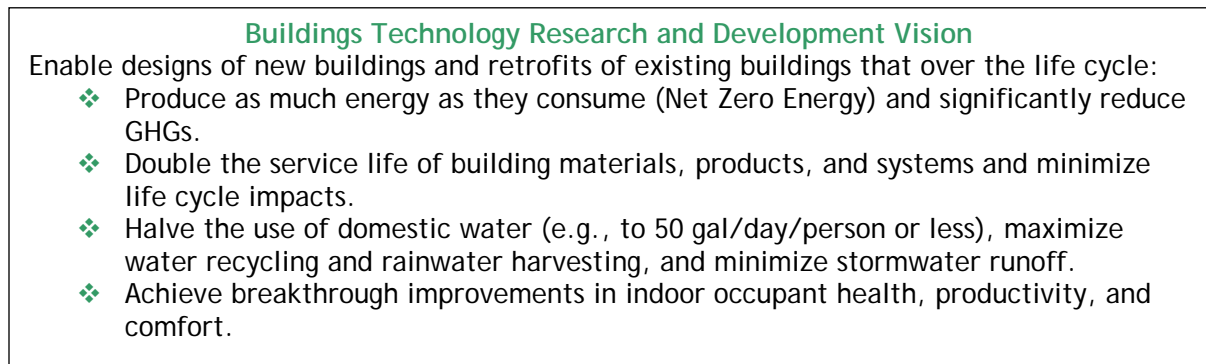 Buildings Technology Research and Development Vision
Enable designs of new buildings and retrofits of existing buildings that over the life cycle:
❖ Produce as much energy as they consume (Net Zero Energy) and significantly reduce
GHGs.
❖ Double the service life of building materials, products, and systems and minimize
life cycle impacts.
❖ Halve the use of domestic water (e.g., to 50 gal/day/person or less), maximize
water recycling and rainwater harvesting, and minimize stormwater runoff.
❖ Achieve breakthrough improvements in indoor occupant health, productivity, and
comfort.